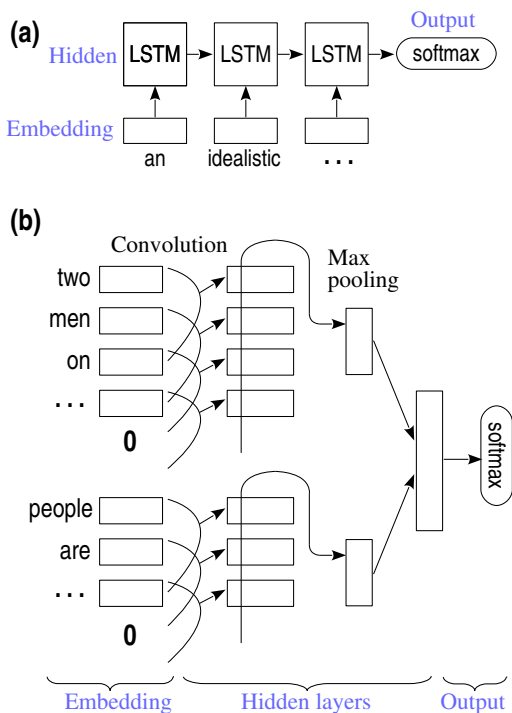 (a)
Output
Hidden LSTM LSTM LSTM softmax
Embedding
an idealistic ...
(b)
Convolution
Max
pooling
two
men
on
...
0
softmax
people
are
...
0
Embedding Hidden layers Output